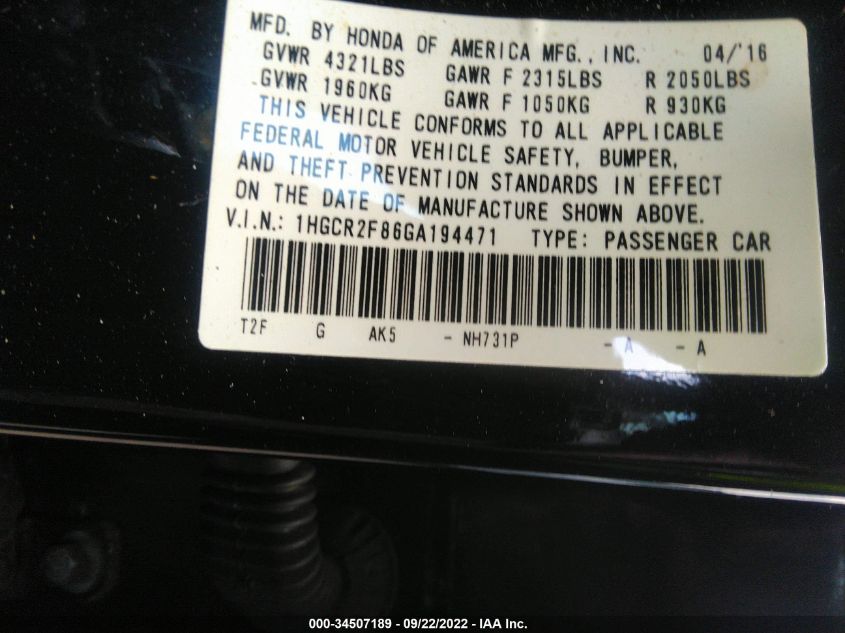 MFD. BY HONDA OF AMERICA MFG., INC. 04/'16
GVWR 4321LBS GAWR F 2315LBS R 2050LBS
GVWR 1960KG GAWR F 1050KG R 930KG
THIS VEHICLE CONFORMS TO ALL APPLICABLE
FEDERAL MOTOR VEHICLE SAFETY, BUMPER,
AND THEFT PREVENTION STANDARDS IN EFFECT
ON THE DATE OF MANUFACTURE SHOWN ABOVE.
V.I.N.: 1HGCR2F86GA194471 TYPE: PASSENGER CAR
T2F G AK5 - NH731P - A - A
000-34507189 - 09/22/2022 - IAA Inc.